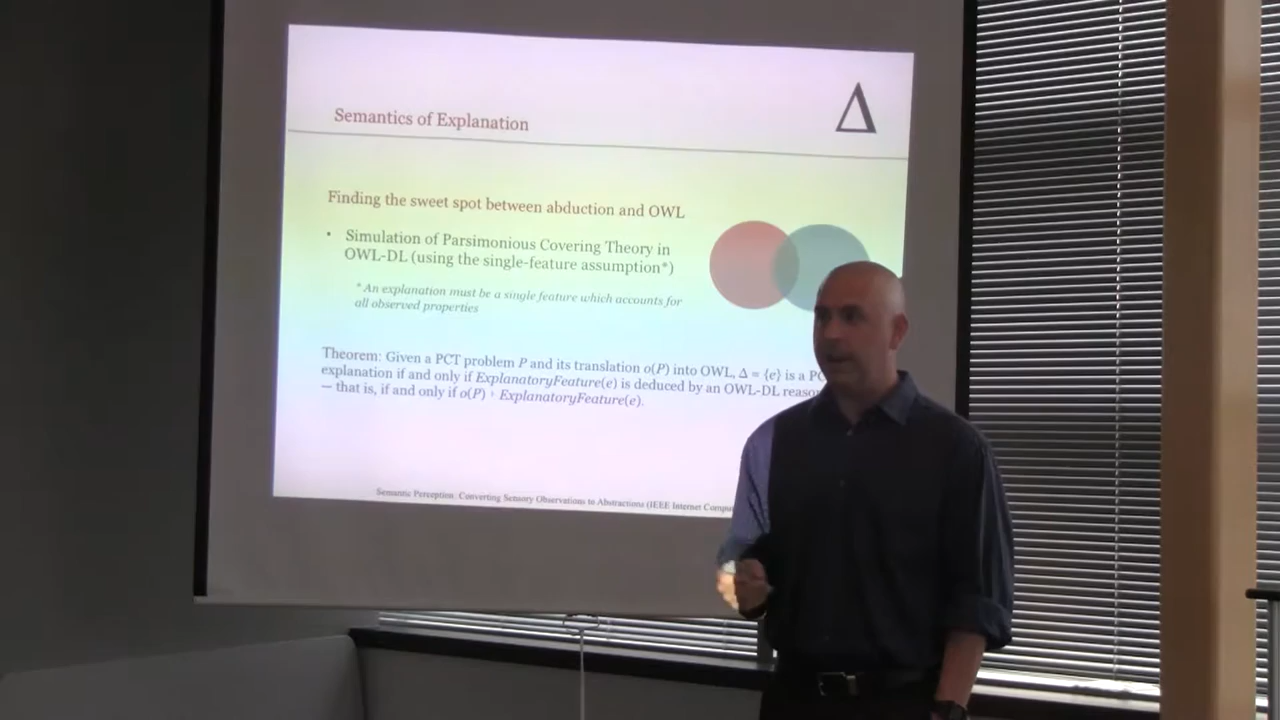 Δ
Semantics of Explanation
Finding the sweet spot between abduction and OWL
• Simulation of Parsimonious Covering Theory in
OWL-DL (using the single-feature assumption*)
* An explanation must be a single feature which accounts for
all observed properties
Theorem: Given a PCT problem P and its translation o(P) into OWL, Δ = {e} is a PC
explanation if and only if ExplanatoryFeature(e) is deduced by an OWL-DL reaso
— that is, if and only if o(P) ExplanatoryFeature(e).
Semantic Perception: Converting Sensory Observations to Abstractions (IEEE Internet Compu